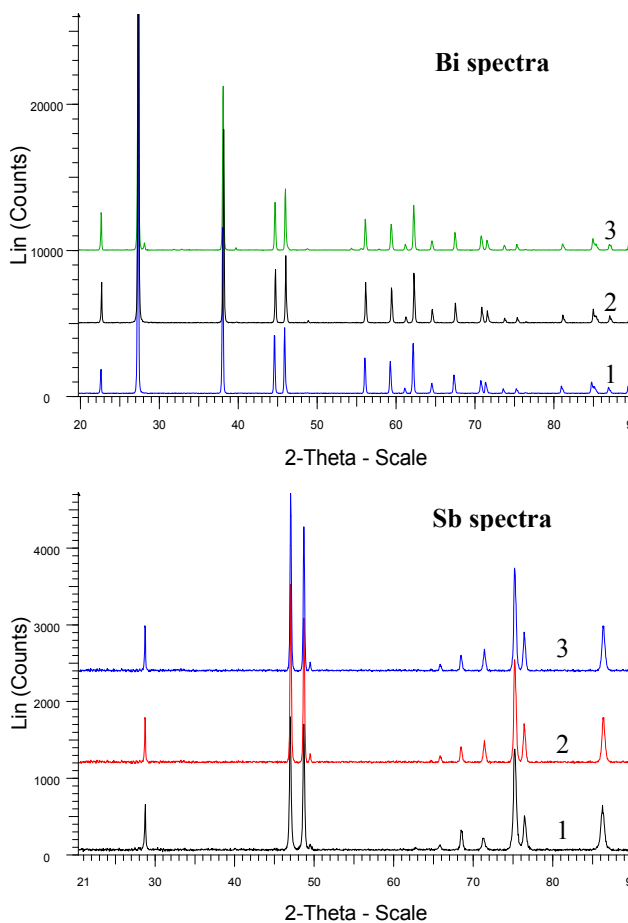 Bi spectra
20000
10000
0
Lin (Counts)
3
2
1
20 30 40 50 60 70 80 9
2-Theta - Scale
Sb spectra
4000
3000
2000
1000
0
Lin (Counts)
3
2
1
21 30 40 50 60 70 80 9
2-Theta - Scale